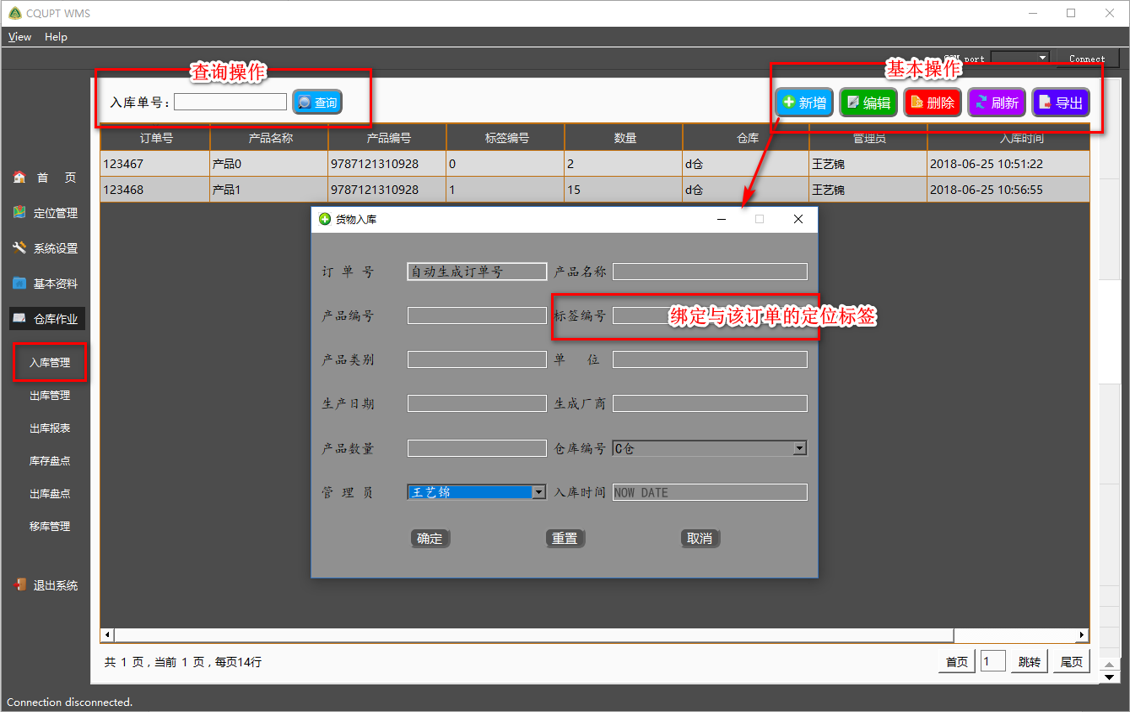 CQUPT WMS
View Help
COM port Connect
查询操作
基本操作
入库单号： 查询
新增 编辑 删除 刷新 导出
订单号 产品名称 产品编号 标签编号 数量 仓库 管理员 入库时间
123467 产品0 9787121310928 0 2 d仓 王艺锦 2018-06-25 10:51:22
123468 产品1 9787121310928 1 15 d仓 王艺锦 2018-06-25 10:56:55
首 页
定位管理
系统设置
基本资料
仓库作业
入库管理
出库管理
出库报表
库存盘点
出库盘点
移库管理
退出系统
货物入库
订 单 号 自动生成订单号 产品名称
产品编号 标签编号 绑定与该订单的定位标签
产品类别 单 位
生产日期 生成厂商
产品数量 仓库编号 C仓
管 理 员 王艺锦 入库时间 NOW DATE
确定 重置 取消
共 1 页，当前 1 页，每页14行
首页 1 跳转 尾页
Connection disconnected.